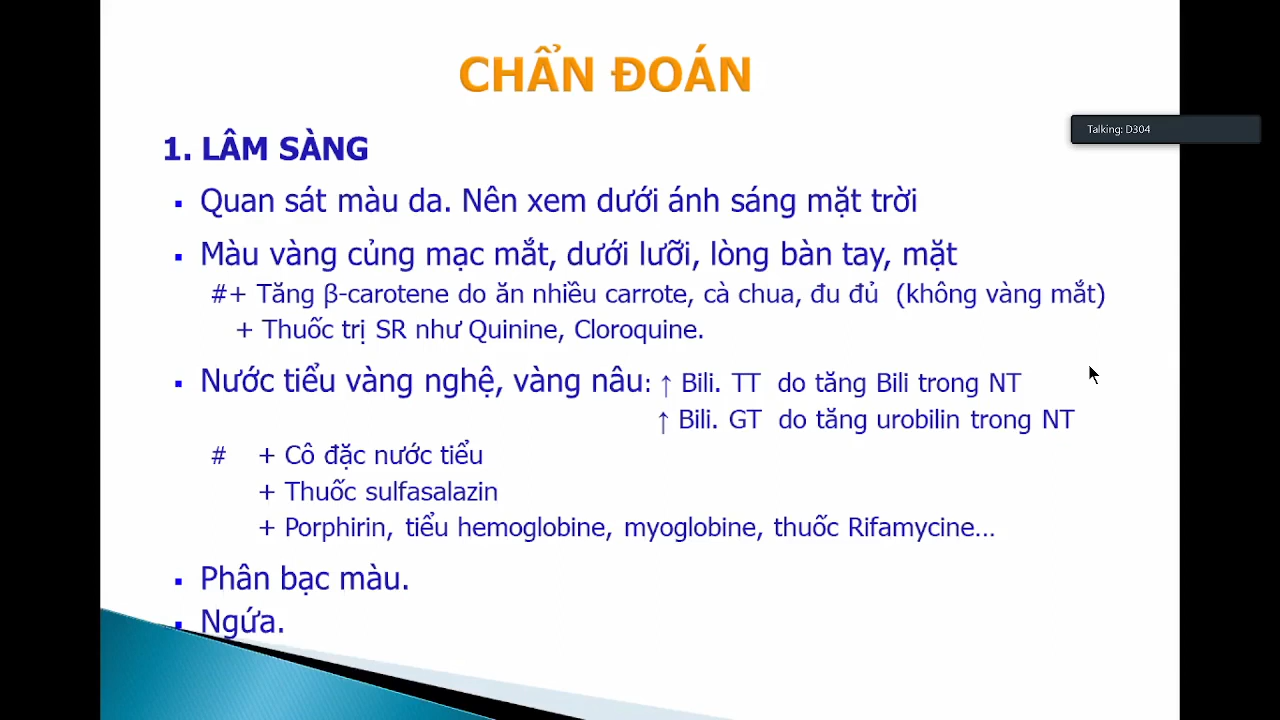 CHẨN ĐOÁN
Talking: D304
1. LÂM SÀNG
▪ Quan sát màu da. Nên xem dưới ánh sáng mặt trời
▪ Màu vàng củng mạc mắt, dưới lưỡi, lòng bàn tay, mặt
#+ Tăng β-carotene do ăn nhiều carrote, cà chua, đu đủ (không vàng mắt)
+ Thuốc trị SR như Quinine, Cloroquine.
▪ Nước tiểu vàng nghệ, vàng nâu: ↑ Bili. TT do tăng Bili trong NT
↑ Bili. GT do tăng urobilin trong NT
# + Cô đặc nước tiểu
+ Thuốc sulfasalazin
+ Porphirin, tiểu hemoglobine, myoglobine, thuốc Rifamycine...
▪ Phân bạc màu.
▪ Ngứa.